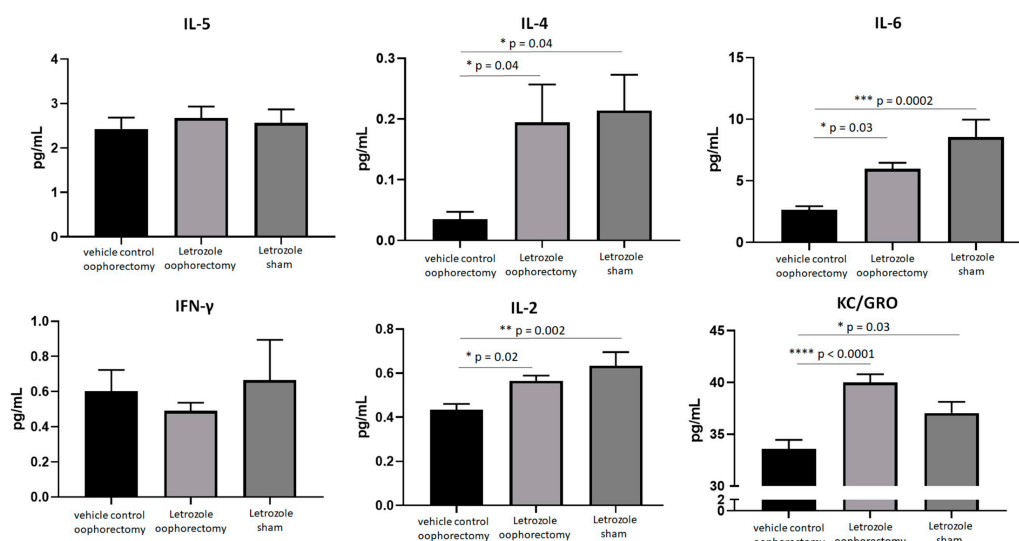 IL-5
pg/mL
4
3
2
1
0
vehicle control
oophorectomy
Letrozole
oophorectomy
Letrozole
sham
IL-4
pg/mL
* p = 0.04
* p = 0.04
0.3
0.2
0.1
0.0
vehicle control
oophorectomy
Letrozole
oophorectomy
Letrozole
sham
IL-6
pg/mL
*** p = 0.0002
* p = 0.03
15
10
5
0
vehicle control
oophorectomy
Letrozole
oophorectomy
Letrozole
sham
IFN-γ
pg/mL
1.0
0.8
0.6
0.4
0.2
0.0
vehicle control
oophorectomy
Letrozole
oophorectomy
Letrozole
sham
IL-2
pg/mL
** p = 0.002
* p = 0.02
0.8
0.6
0.4
0.2
0.0
vehicle control
oophorectomy
Letrozole
oophorectomy
Letrozole
sham
KC/GRO
pg/mL
* p = 0.03
**** p < 0.0001
45
40
35
30
2
0
vehicle control
oophorectomy
Letrozole
oophorectomy
Letrozole
sham